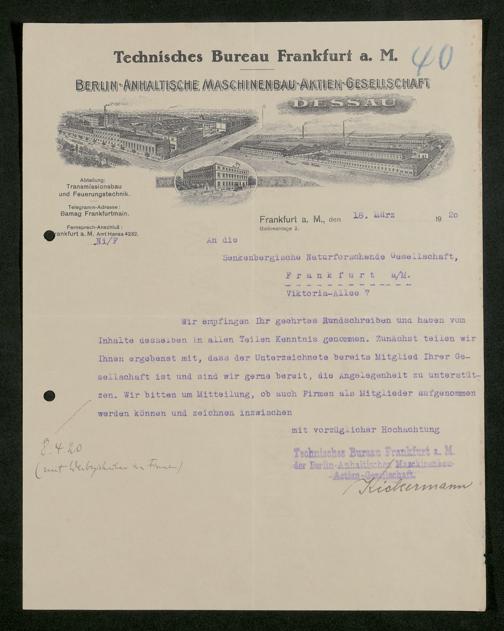 Technisches Bureau Frankfurt a. M.
40
BERLIN-ANHALTISCHE MASCHINENBAU-AKTIEN-GESELLSCHAFT
DESSAU
Abteilung:
Transmissionsbau
und Feuerungstechnik.
Telegramm-Adresse:
Bamag Frankfurtmain.
Fernsprech-Anschluß:
Frankfurt a. M. Amt Hansa 4232.
Ni/F
Frankfurt a. M., den 18. März 1920
An die
Senkenbergische Naturforschende Gesellschaft,
Frankfurt a/M.
Viktoria-Allee 7
Wir empfingen Ihr geehrtes Rundschreiben und haben vom
Inhalte desselben in allen Teilen Kenntnis genommen. Zunächst teilen wir
Ihnen ergebenst mit, dass der Unterzeichnete bereits Mitglied Ihrer Ge-
sellschaft ist und sind wir gerne bereit, die Angelegenheit zu unterstüt-
zen. Wir bitten um Mitteilung, ob auch Firmen als Mitglieder aufgenommen
werden können und zeichnen inzwischen
mit vorzüglicher Hochachtung
Technisches Bureau Frankfurt a. M.
der Berlin-Anhaltischen Maschinenbau-
Actien-Gesellschaft.
Kickermann
8.4.20